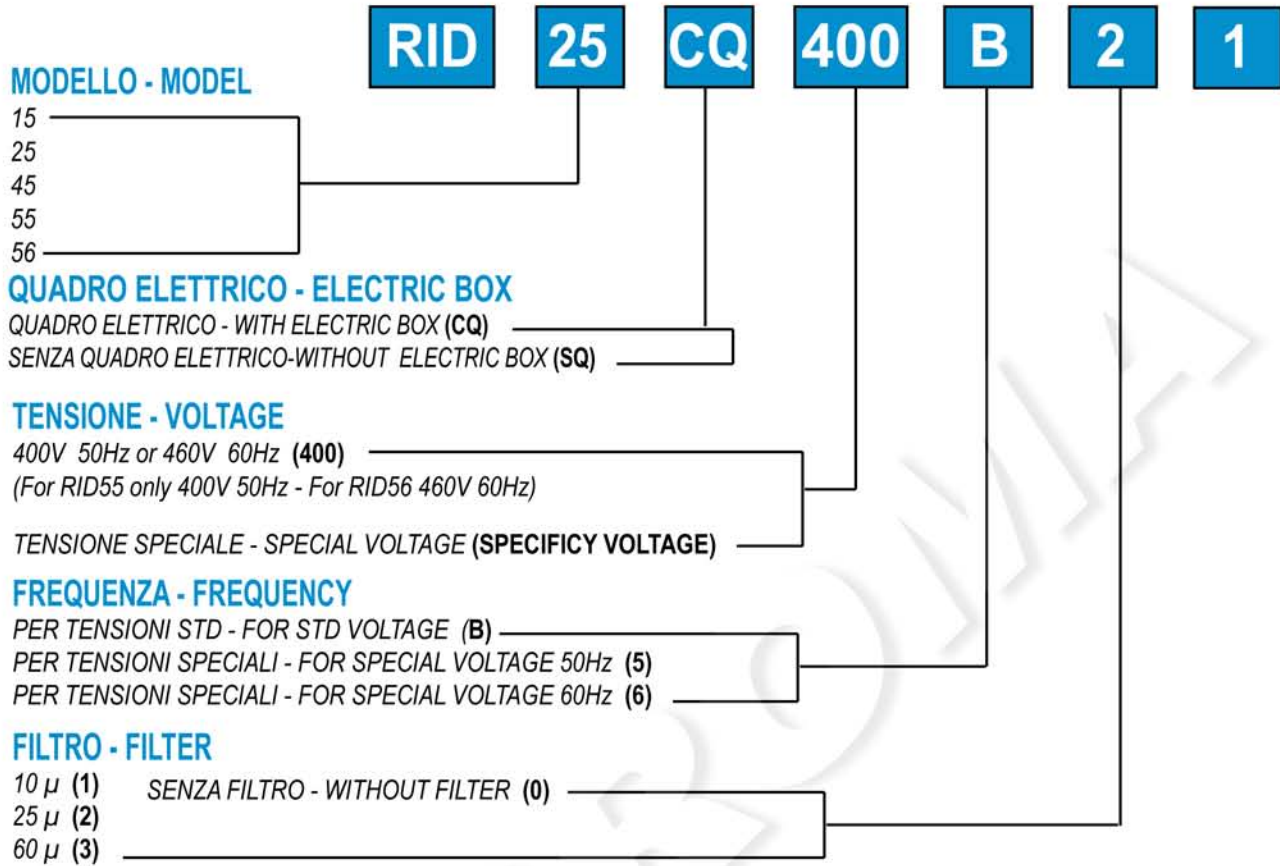 RID 25 CQ 400 B 2 1
MODELLO - MODEL
15
25
45
55
56
QUADRO ELETTRICO - ELECTRIC BOX
QUADRO ELETTRICO - WITH ELECTRIC BOX (CQ)
SENZA QUADRO ELETTRICO-WITHOUT ELECTRIC BOX (SQ)
TENSIONE - VOLTAGE
400V 50Hz or 460V 60Hz (400)
(For RID55 only 400V 50Hz - For RID56 460V 60Hz)
TENSIONE SPECIALE - SPECIAL VOLTAGE (SPECIFICY VOLTAGE)
FREQUENZA - FREQUENCY
PER TENSIONI STD - FOR STD VOLTAGE (B)
PER TENSIONI SPECIALI - FOR SPECIAL VOLTAGE 50Hz (5)
PER TENSIONI SPECIALI - FOR SPECIAL VOLTAGE 60Hz (6)
FILTRO - FILTER
10 µ (1) SENZA FILTRO - WITHOUT FILTER (0)
25 µ (2)
60 µ (3)